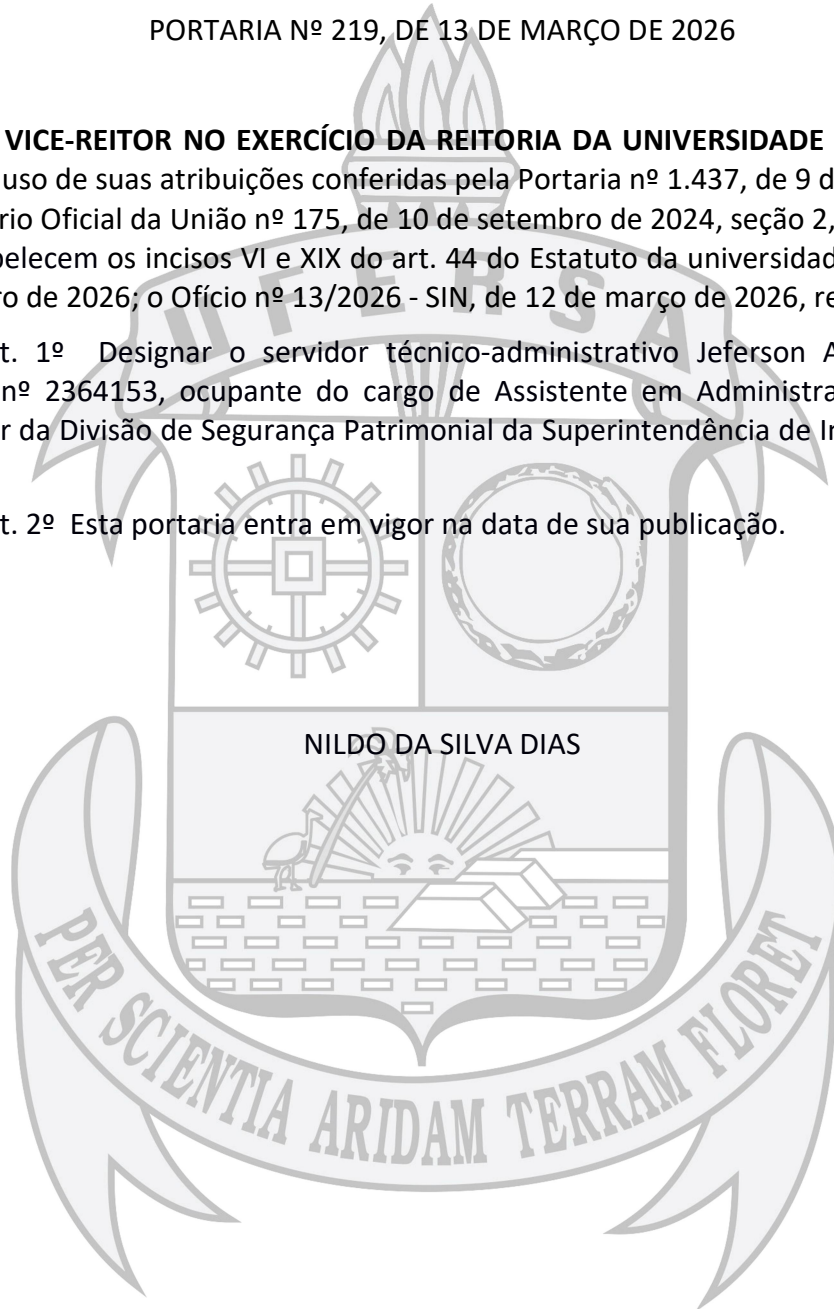 PORTARIA Nº 219, DE 13 DE MARÇO DE 2026
VICE-REITOR NO EXERCÍCIO DA REITORIA DA UNIVERSIDADE
uso de suas atribuições conferidas pela Portaria nº 1.437, de 9 d
rio Oficial da União nº 175, de 10 de setembro de 2024, seção 2,
belecem os incisos VI e XIX do art. 44 do Estatuto da universidad
ro de 2026; o Ofício nº 13/2026 - SIN, de 12 de março de 2026, re
UFERSA
t. 1º Designar o servidor técnico-administrativo Jeferson A
nº 2364153, ocupante do cargo de Assistente em Administra
r da Divisão de Segurança Patrimonial da Superintendência de In
t. 2º Esta portaria entra em vigor na data de sua publicação.
NILDO DA SILVA DIAS
PER SCIENTIA ARIDAM TERRAM FLORET